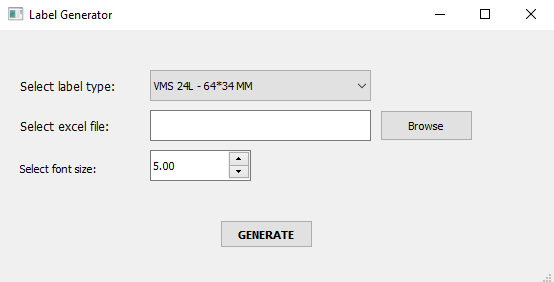 Label Generator
Select label type: VMS 24L - 64*34 MM
Select excel file: Browse
Select font size: 5.00
GENERATE